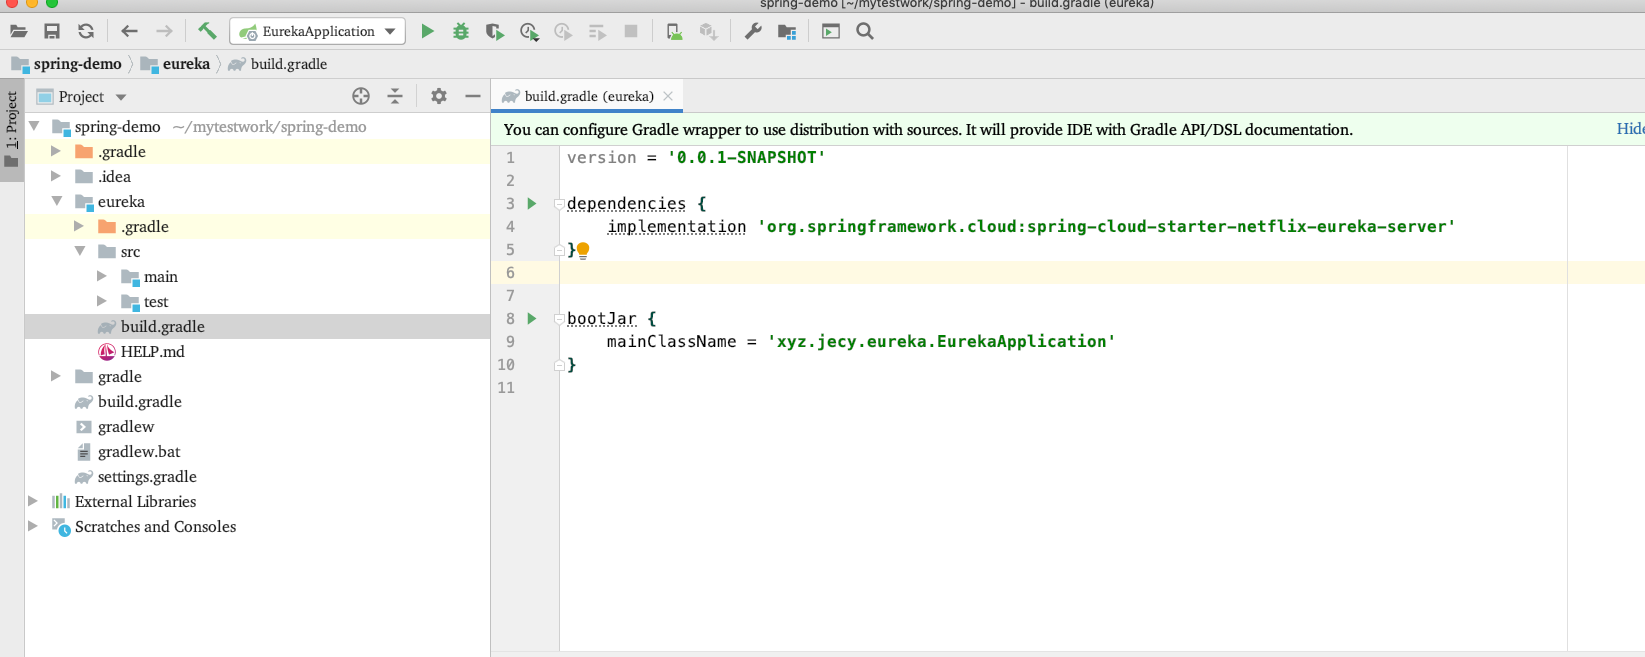 spring-demo [~/mytestwork/spring-demo] - build.gradle (eureka)
EurekaApplication
spring-demo
eureka
build.gradle
1: Project
Project
build.gradle (eureka)
You can configure Gradle wrapper to use distribution with sources. It will provide IDE with Gradle API/DSL documentation.
Hide
spring-demo ~/mytestwork/spring-demo
.gradle
.idea
eureka
.gradle
src
main
test
build.gradle
HELP.md
gradle
build.gradle
gradlew
gradlew.bat
settings.gradle
External Libraries
Scratches and Consoles
1 version = '0.0.1-SNAPSHOT'
2
3 dependencies {
4 implementation 'org.springframework.cloud:spring-cloud-starter-netflix-eureka-server'
5 }
6
7
8 bootJar {
9 mainClassName = 'xyz.jecy.eureka.EurekaApplication'
10 }
11